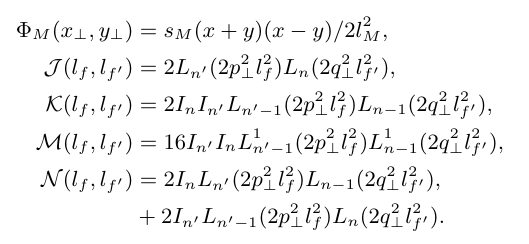 Φ_M(x_⊥, y_⊥) = s_M(x + y)(x − y)/2l_M^2,
𝒥(l_f, l_{f′}) = 2L_{n′}(2p_⊥^2 l_f^2)L_n(2q_⊥^2 l_{f′}^2),
𝒦(l_f, l_{f′}) = 2I_n I_{n′} L_{n′−1}(2p_⊥^2 l_f^2)L_{n−1}(2q_⊥^2 l_{f′}^2),
ℳ(l_f, l_{f′}) = 16I_{n′} I_n L_{n′−1}^1(2p_⊥^2 l_f^2)L_{n−1}^1(2q_⊥^2 l_{f′}^2),
𝒩(l_f, l_{f′}) = 2I_n L_{n′}(2p_⊥^2 l_f^2)L_{n−1}(2q_⊥^2 l_{f′}^2),
+ 2I_{n′} L_{n′−1}(2p_⊥^2 l_f^2)L_n(2q_⊥^2 l_{f′}^2).